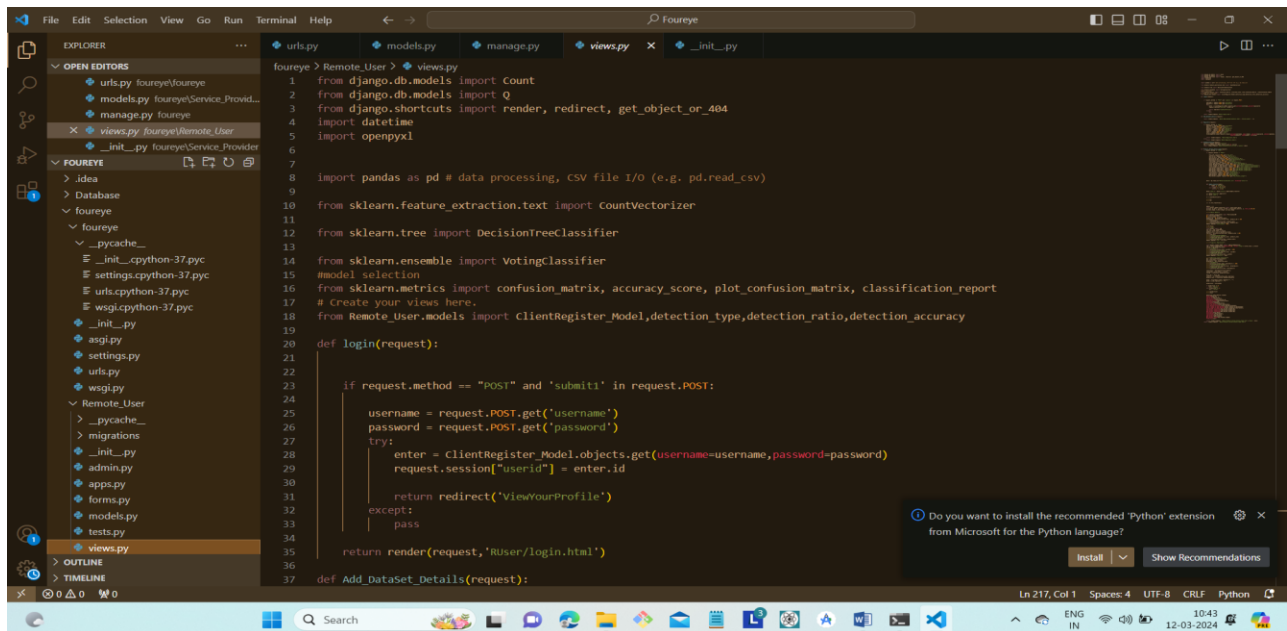 File Edit Selection View Go Run Terminal Help
Foureye
EXPLORER
OPEN EDITORS
urls.py foureye\foureye
models.py foureye\Service_Provid...
manage.py foureye
views.py foureye\Remote_User
__init__.py foureye\Service_Provider
FOUREYE
.idea
Database
foureye
foureye
__pycache__
__init__.cpython-37.pyc
settings.cpython-37.pyc
urls.cpython-37.pyc
wsgi.cpython-37.pyc
__init__.py
asgi.py
settings.py
urls.py
wsgi.py
Remote_User
__pycache__
migrations
__init__.py
admin.py
apps.py
forms.py
models.py
tests.py
views.py
OUTLINE
TIMELINE
urls.py models.py manage.py views.py __init__.py
foureye > Remote_User > views.py
1 from django.db.models import Count
2 from django.db.models import Q
3 from django.shortcuts import render, redirect, get_object_or_404
4 import datetime
5 import openpyxl
6
7
8 import pandas as pd # data processing, CSV file I/O (e.g. pd.read_csv)
9
10 from sklearn.feature_extraction.text import CountVectorizer
11
12 from sklearn.tree import DecisionTreeClassifier
13
14 from sklearn.ensemble import VotingClassifier
15 #model selection
16 from sklearn.metrics import confusion_matrix, accuracy_score, plot_confusion_matrix, classification_report
17 # Create your views here.
18 from Remote_User.models import ClientRegister_Model,detection_type,detection_ratio,detection_accuracy
19
20 def login(request):
21
22
23 if request.method == "POST" and 'submit1' in request.POST:
24
25 username = request.POST.get('username')
26 password = request.POST.get('password')
27 try:
28 enter = ClientRegister_Model.objects.get(username=username,password=password)
29 request.session["userid"] = enter.id
30
31 return redirect('ViewYourProfile')
32 except:
33 pass
34
35 return render(request,'RUser/login.html')
36
37 def Add_DataSet_Details(request):
Do you want to install the recommended 'Python' extension
from Microsoft for the Python language?
Install Show Recommendations
0 0 0 Ln 217, Col 1 Spaces: 4 UTF-8 CRLF Python
Search
ENG
IN
10:43
12-03-2024